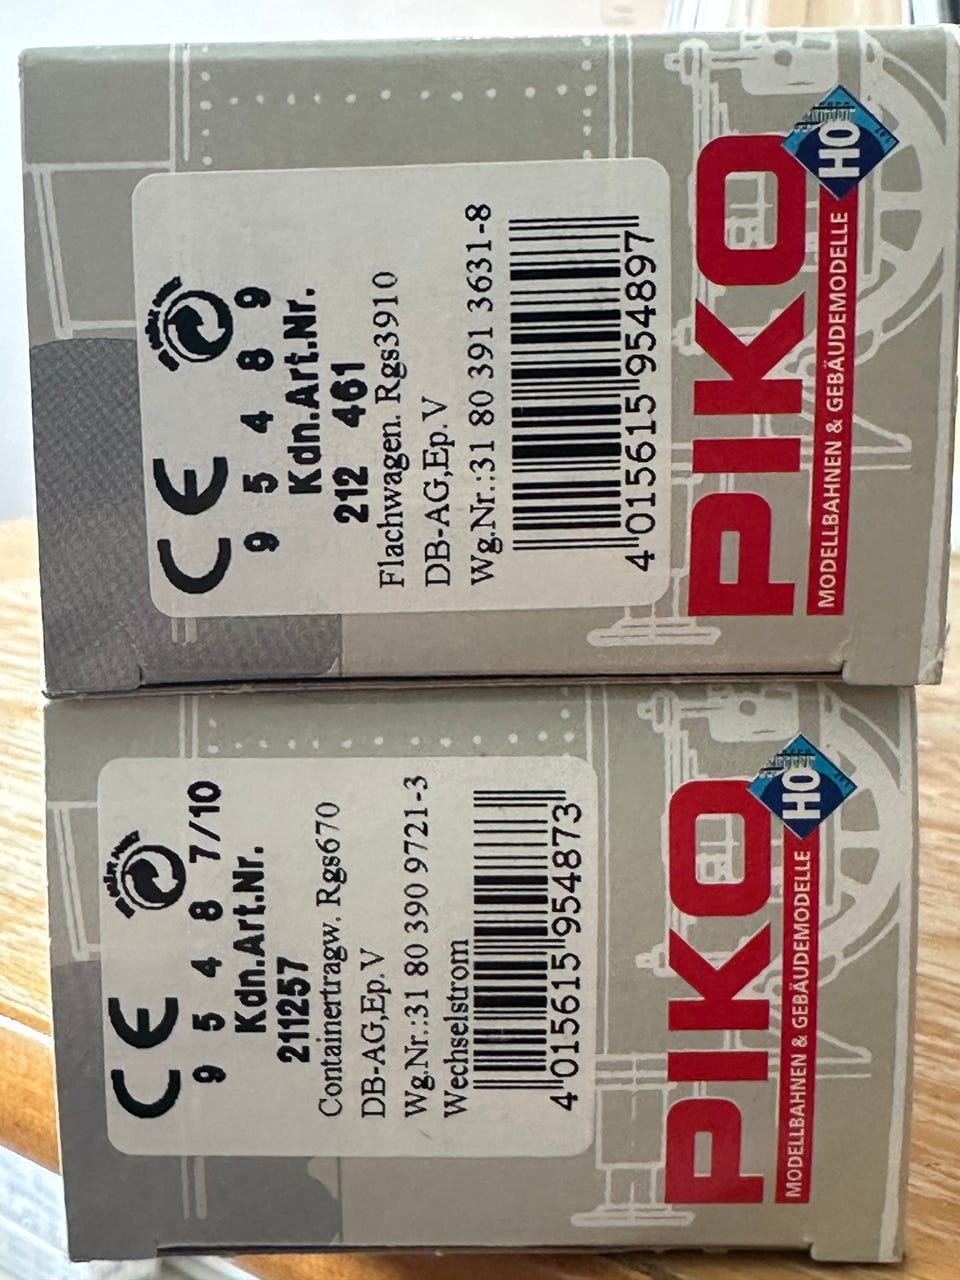 CE
9 5 4 8 9
Kdn.Art.Nr.
212 461
Flachwagen. Rgs3910
DB-AG,Ep.V
Wg.Nr.:31 80 391 3631-8
4 015615 954897
PIKO
H0
MODELLBAHNEN & GEBÄUDEMODELLE
CE
9 5 4 8 7/10
Kdn.Art.Nr.
211257
Containertragw. Rgs670
DB-AG,Ep.V
Wg.Nr.:31 80 390 9721-3
Wechselstrom
4 015615 954873
PIKO
H0
MODELLBAHNEN & GEBÄUDEMODELLE